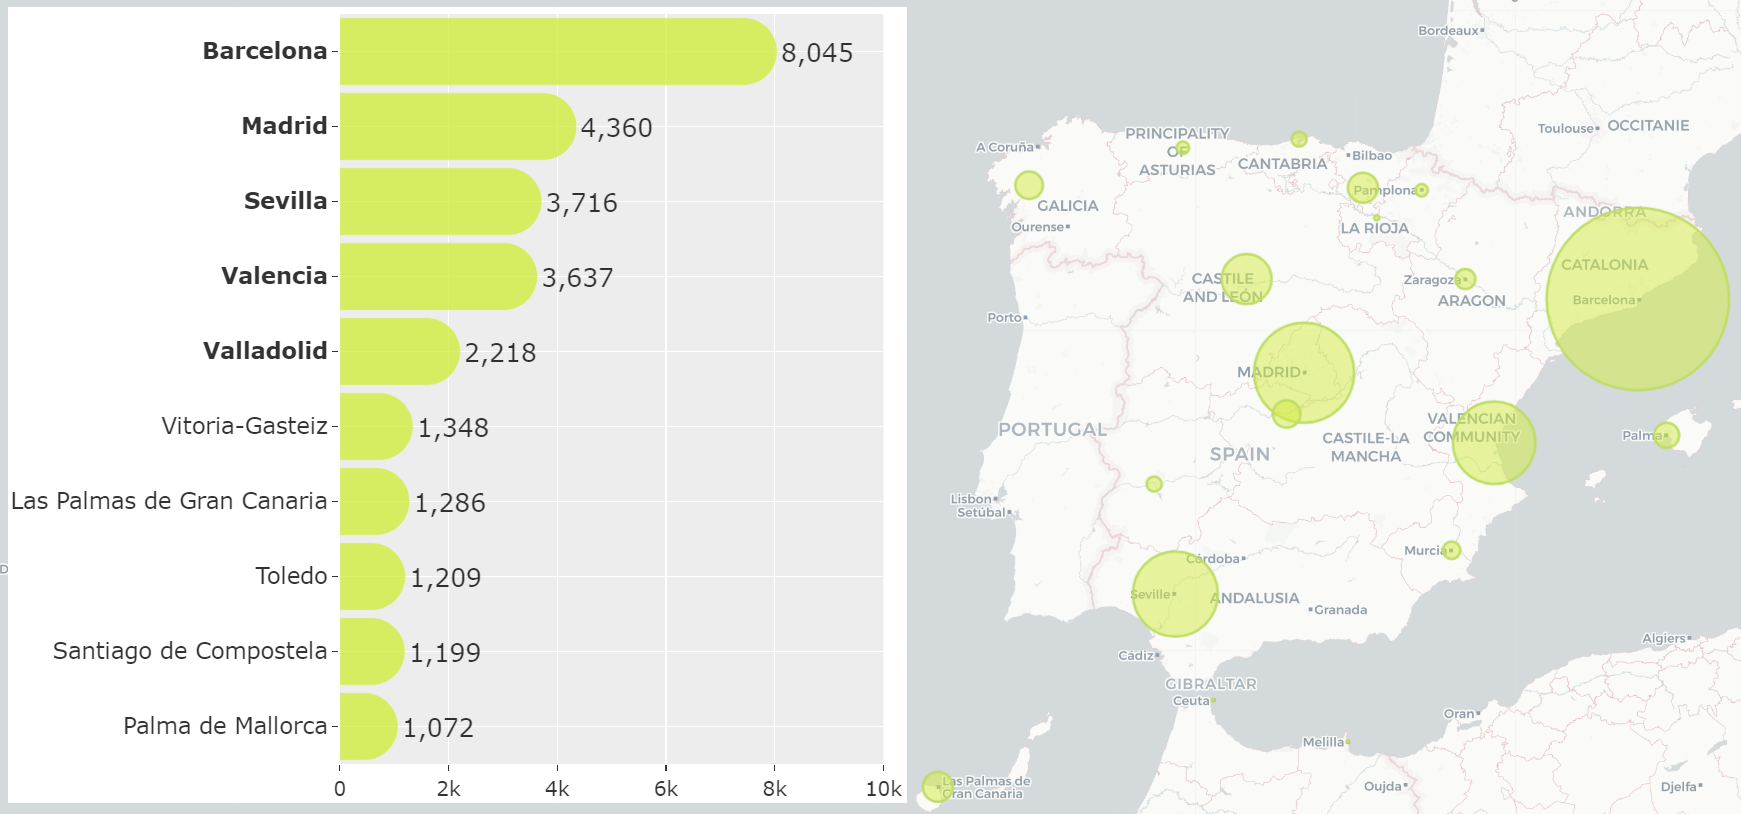 Barcelona
8,045
Madrid
4,360
Sevilla
3,716
Valencia
3,637
Valladolid
2,218
Vitoria-Gasteiz
1,348
Las Palmas de Gran Canaria
1,286
Toledo
1,209
Santiago de Compostela
1,199
Palma de Mallorca
1,072
0
2k
4k
6k
8k
10k
D
Bordeaux
Toulouse
OCCITANIE
A Coruña
PRINCIPALITY
OF
ASTURIAS
CANTABRIA
Bilbao
Pamplona
GALICIA
Ourense
LA RIOJA
ANDORRA
CASTILE
AND LEÓN
Zaragoza
ARAGON
CATALONIA
Barcelona
Porto
MADRID
PORTUGAL
SPAIN
CASTILE-LA
MANCHA
VALENCIAN
COMMUNITY
Palma
Lisbon
Setúbal
Córdoba
Murcia
Seville
ANDALUSIA
Granada
Cádiz
GIBRALTAR
Ceuta
Algiers
Oran
Melilla
Las Palmas de
Gran Canaria
Oujda
Djelfa